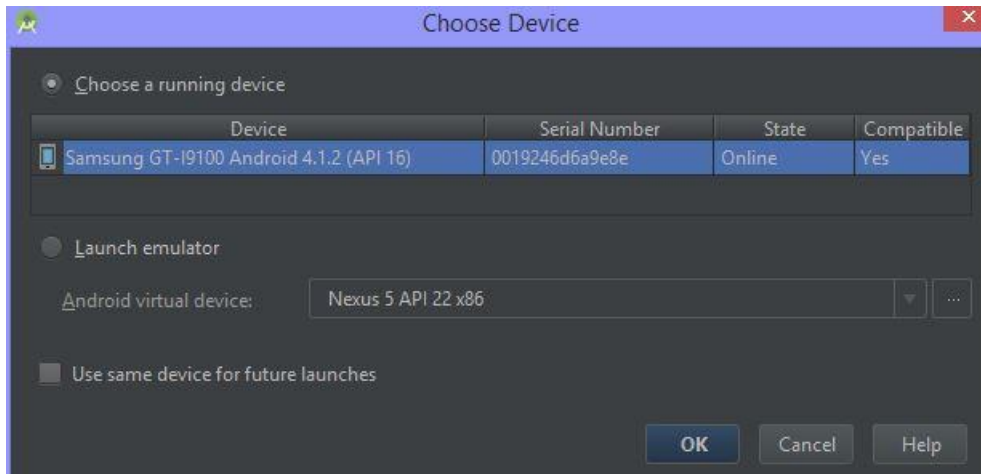 Choose Device
Choose a running device
Device Serial Number State Compatible
Samsung GT-I9100 Android 4.1.2 (API 16) 0019246d6a9e8e Online Yes
Launch emulator
Android virtual device: Nexus 5 API 22 x86 ...
Use same device for future launches
OK Cancel Help